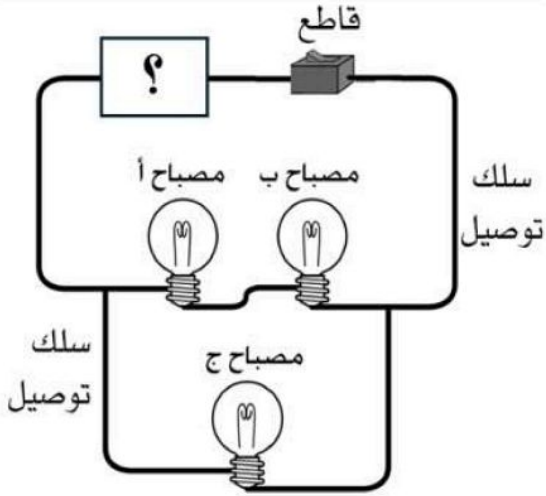 قاطع
؟
مصباح أ
مصباح ب
سلك
توصيل
سلك
توصيل
مصباح ج